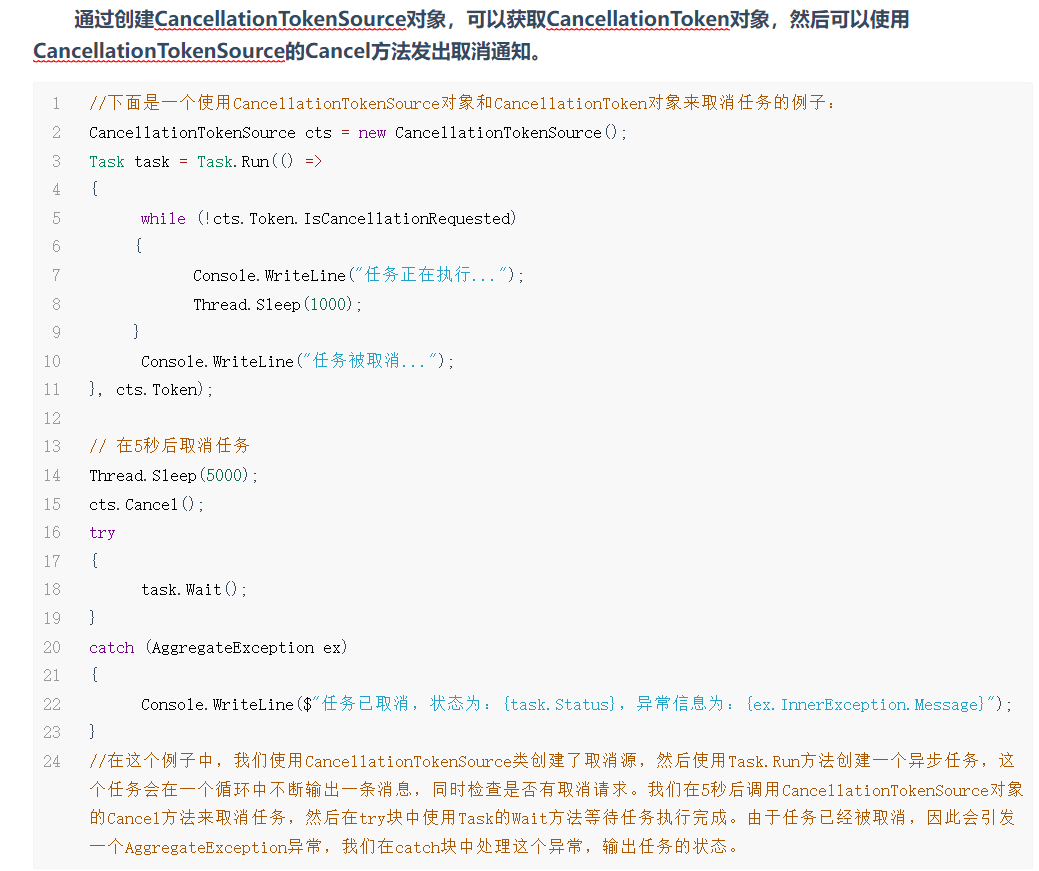 通过创建CancellationTokenSource对象，可以获取CancellationToken对象，然后可以使用
CancellationTokenSource的Cancel方法发出取消通知。
1 //下面是一个使用CancellationTokenSource对象和CancellationToken对象来取消任务的例子：
2 CancellationTokenSource cts = new CancellationTokenSource();
3 Task task = Task.Run(() =>
4 {
5 while (!cts.Token.IsCancellationRequested)
6 {
7 Console.WriteLine("任务正在执行...");
8 Thread.Sleep(1000);
9 }
10 Console.WriteLine("任务被取消...");
11 }, cts.Token);
12
13 // 在5秒后取消任务
14 Thread.Sleep(5000);
15 cts.Cancel();
16 try
17 {
18 task.Wait();
19 }
20 catch (AggregateException ex)
21 {
22 Console.WriteLine($"任务已取消，状态为：{task.Status}，异常信息为：{ex.InnerException.Message}");
23 }
24 //在这个例子中，我们使用CancellationTokenSource类创建了取消源，然后使用Task.Run方法创建一个异步任务，这
个任务会在一个循环中不断输出一条消息，同时检查是否有取消请求。我们在5秒后调用CancellationTokenSource对象
的Cancel方法来取消任务，然后在try块中使用Task的Wait方法等待任务执行完成。由于任务已经被取消，因此会引发
一个AggregateException异常，我们在catch块中处理这个异常，输出任务的状态。